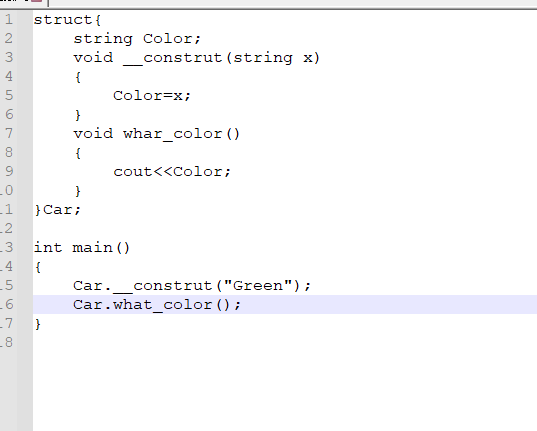 1 struct{
2 string Color;
3 void __construt(string x)
4 {
5 Color=x;
6 }
7 void whar_color()
8 {
9 cout<<Color;
0 }
1 }Car;
2
3 int main()
4 {
5 Car.__construt("Green");
6 Car.what_color();
7 }
8